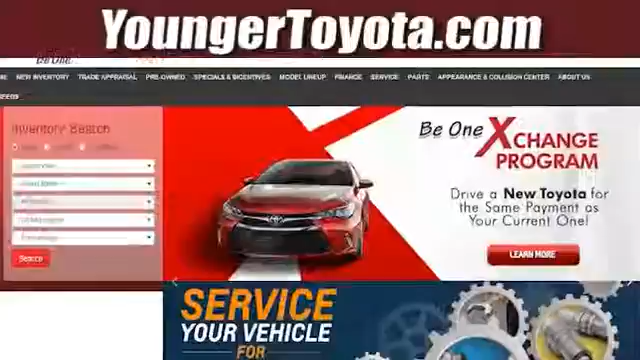 YoungerToyota.com
Be One.
NEW INVENTORY TRADE APPRAISAL PRE-OWNED SPECIALS & INCENTIVES MODEL LINEUP FINANCE SERVICE PARTS APPEARANCE & COLLISION CENTER ABOUT US
Inventory Search
Search
Be One XCHANGE
PROGRAM
Drive a New Toyota for
the Same Payment as
Your Current One!
LEARN MORE
SERVICE
YOUR VEHICLE
FOR